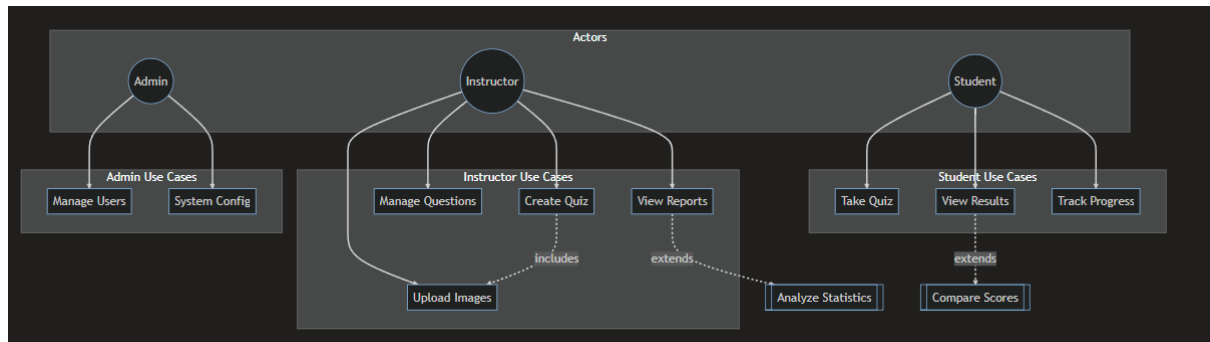 Actors
Admin
Instructor
Student
Admin Use Cases
Manage Users
System Config
Instructor Use Cases
Manage Questions
Create Quiz
View Reports
Student Use Cases
Take Quiz
View Results
Track Progress
includes
extends
extends
Upload Images
Analyze Statistics
Compare Scores